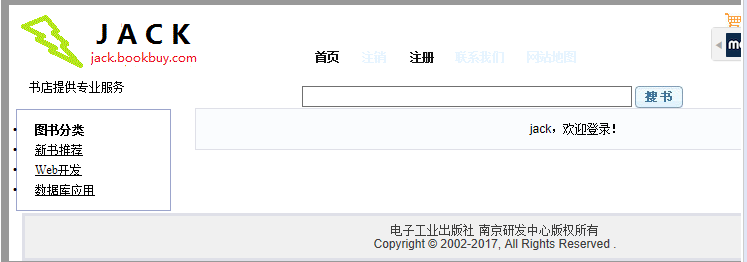 JACK
jack.bookbuy.com
首页 注销 注册 联系我们 网站地图
书店提供专业服务
搜书
图书分类
新书推荐
Web开发
数据库应用
jack，欢迎登录！
电子工业出版社 南京研发中心版权所有
Copyright © 2002-2017, All Rights Reserved .